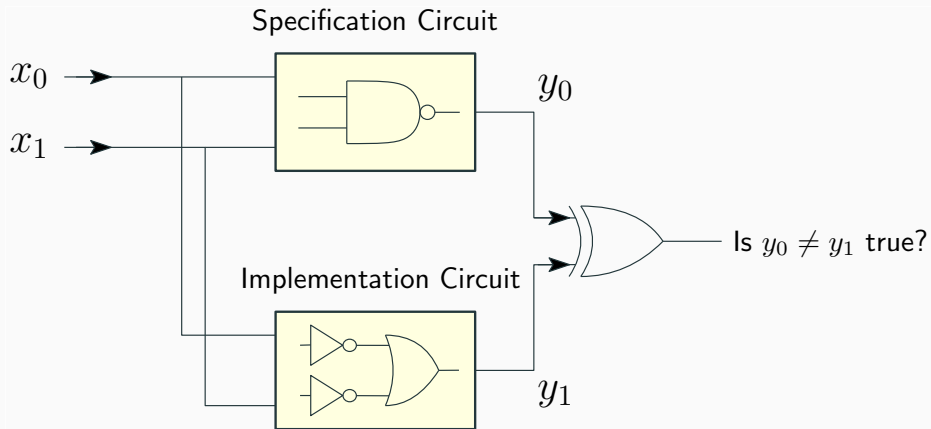 Specification Circuit
x₀
y₀
x₁
Is y₀ ≠ y₁ true?
Implementation Circuit
y₁